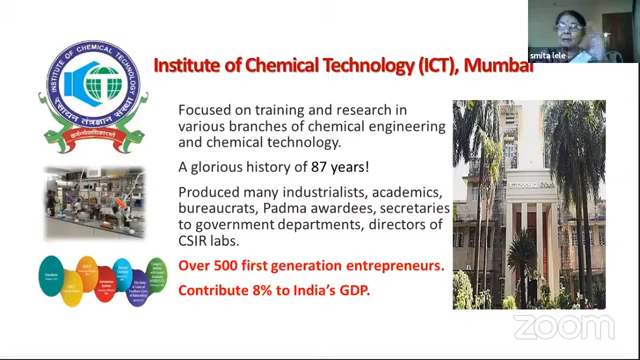 smita lele
Institute of Chemical Technology (ICT), Mumbai
INSTITUTE OF CHEMICAL TECHNOLOGY
रसायन तंत्रज्ञान संस्था
Focused on training and research in
various branches of chemical engineering
and chemical technology.
A glorious history of 87 years!
Produced many industrialists, academics,
bureaucrats, Padma awardees, secretaries
to government departments, directors of
CSIR labs.
Over 500 first generation entrepreneurs.
Contribute 8% to India's GDP.
zoom